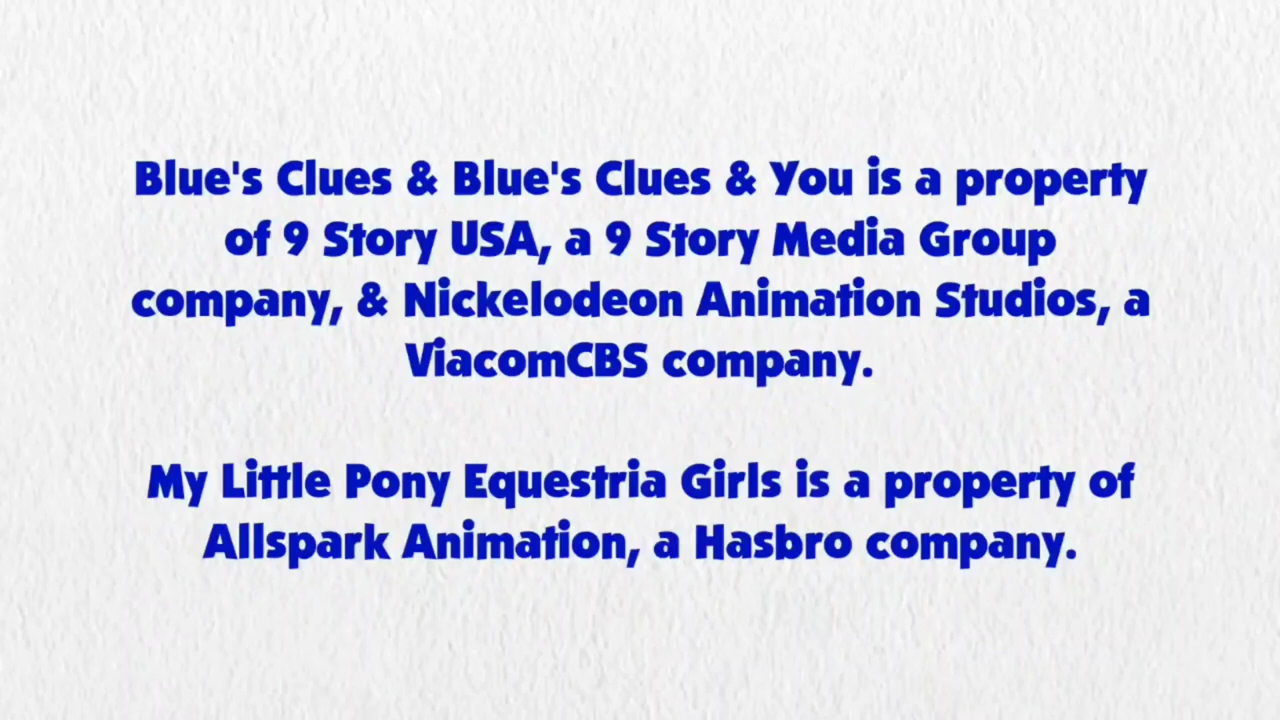 Blue's Clues & Blue's Clues & You is a property
of 9 Story USA, a 9 Story Media Group
company, & Nickelodeon Animation Studios, a
ViacomCBS company.
My Little Pony Equestria Girls is a property of
Allspark Animation, a Hasbro company.